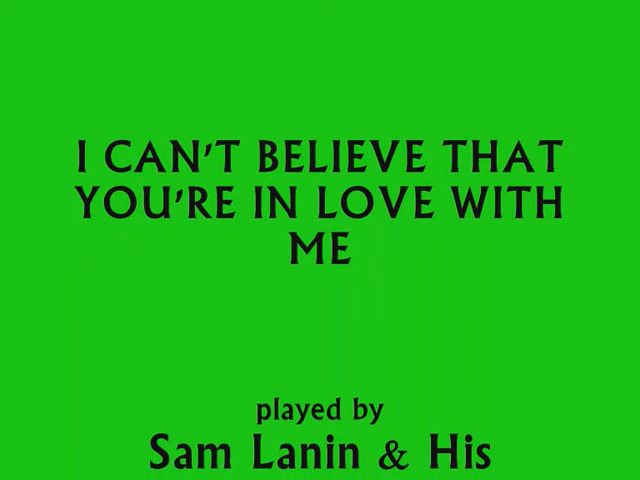 I CAN'T BELIEVE THAT
YOU'RE IN LOVE WITH
ME
played by
Sam Lanin & His